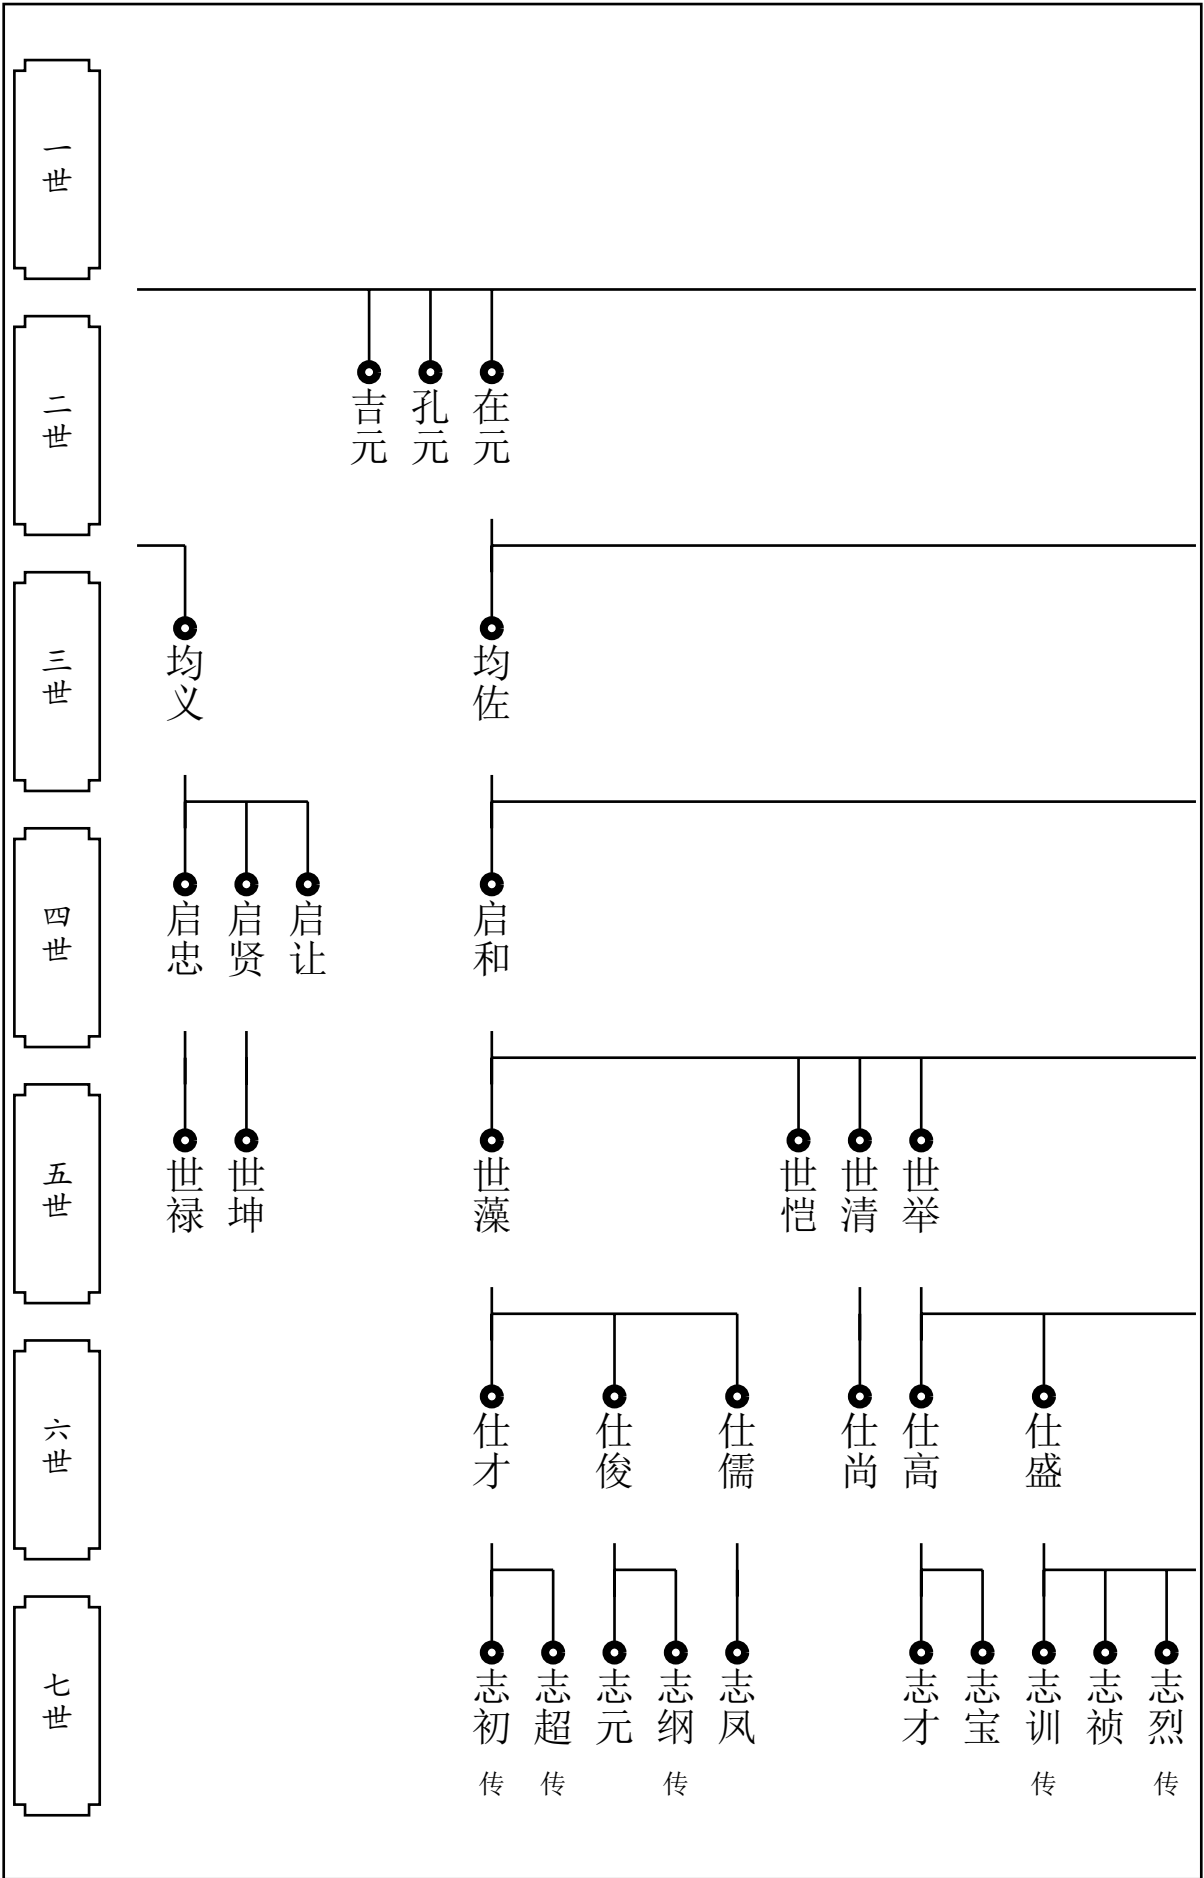 一世
二世
吉元
孔元
在元
三世
均义
均佐
四世
启忠
启贤
启让
启和
五世
世禄
世坤
世藻
世恺
世清
世举
六世
仕才
仕俊
仕儒
仕尚
仕高
仕盛
七世
志初
传
志超
传
志元
志纲
传
志凤
志才
志宝
志训
传
志祯
志烈
传